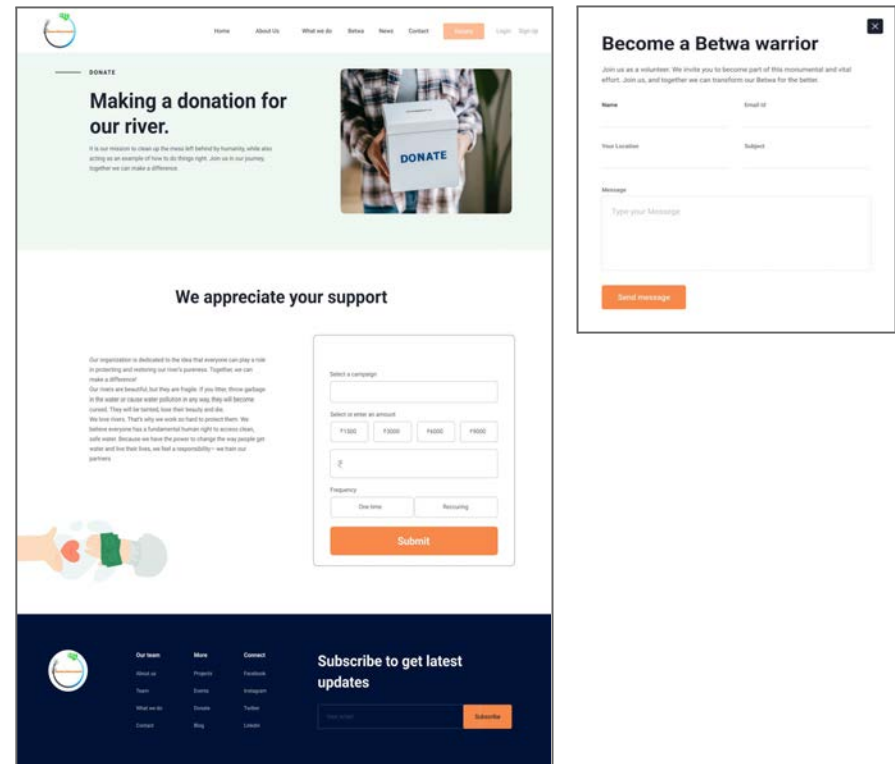 Home About Us What we do Betwa News Contact Donate Login Sign up
DONATE
Making a donation for
our river.
It is our mission to clean up the mess left behind by humanity, while also
acting as an example of how to do things right. Join us in our journey,
together we can make a difference.
DONATE
We appreciate your support
Our organization is dedicated to the idea that everyone can play a role
in protecting and restoring our river's pureness. Together, we can
make a difference!
Our rivers are beautiful, but they are fragile. If you litter, throw garbage
in the water or cause water pollution in any way, they will become
cursed. They will be tainted, lose their beauty and die.
We love rivers. That's why we work so hard to protect them. We
believe everyone has a fundamental human right to access clean,
safe water. Because we have the power to change the way people get
water and live their lives, we feel a responsibility— we train our
partners
Select a campaign
Select or enter an amount
₹1500 ₹3000 ₹6000 ₹9000
₹
Frequency
One time Reccuring
Submit
Our team
About us
Team
What we do
Contact
More
Projects
Events
Donate
Blog
Connect
Facebook
Instagram
Twitter
Linkedin
Subscribe to get latest
updates
Your email
Subscribe
Become a Betwa warrior
Join us as a volunteer. We invite you to become part of this monumental and vital
effort. Join us, and together we can transform our Betwa for the better.
Name Email Id
Your Location Subject
Message
Type your Messege
Send message